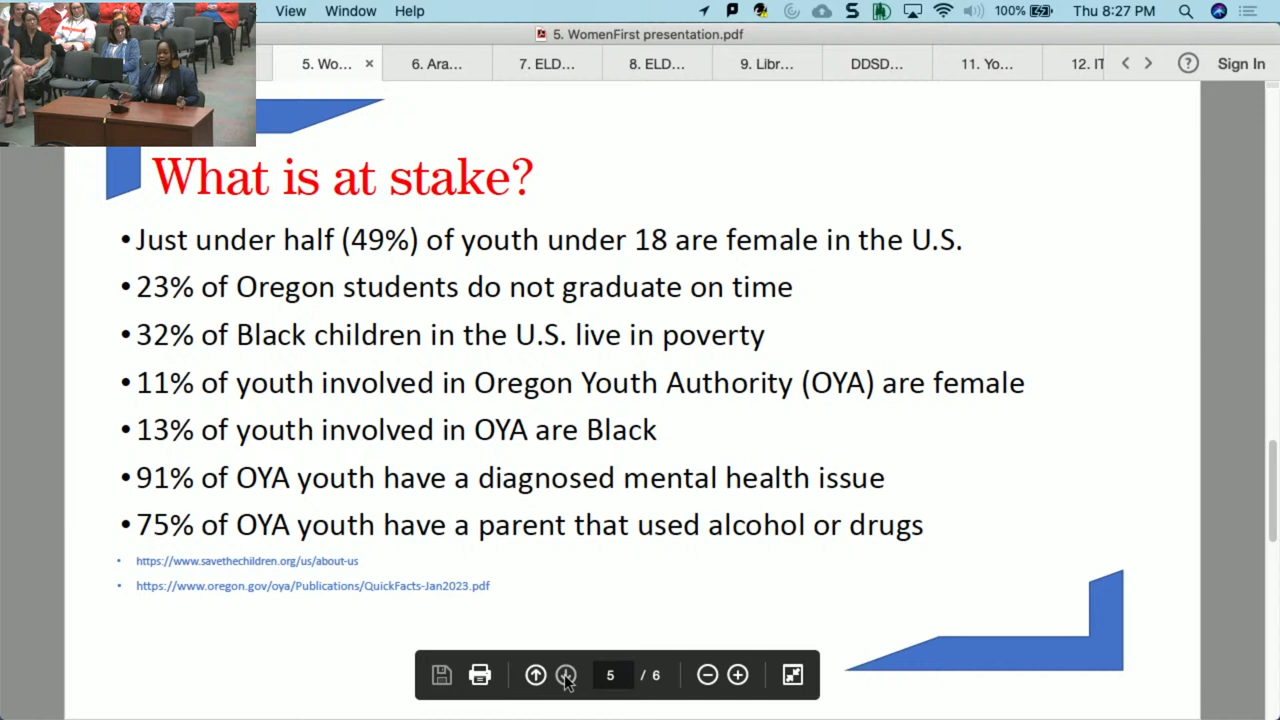 View Window Help 100% Thu 8:27 PM
5. WomenFirst presentation.pdf
5. Wo... × 6. Ara... 7. ELD... 8. ELD... 9. Libr... DDSD... 11. Yo... 12. IT Sign In
What is at stake?
•Just under half (49%) of youth under 18 are female in the U.S.
•23% of Oregon students do not graduate on time
•32% of Black children in the U.S. live in poverty
•11% of youth involved in Oregon Youth Authority (OYA) are female
•13% of youth involved in OYA are Black
•91% of OYA youth have a diagnosed mental health issue
•75% of OYA youth have a parent that used alcohol or drugs
• https://www.savethechildren.org/us/about-us
• https://www.oregon.gov/oya/Publications/QuickFacts-Jan2023.pdf
5 / 6